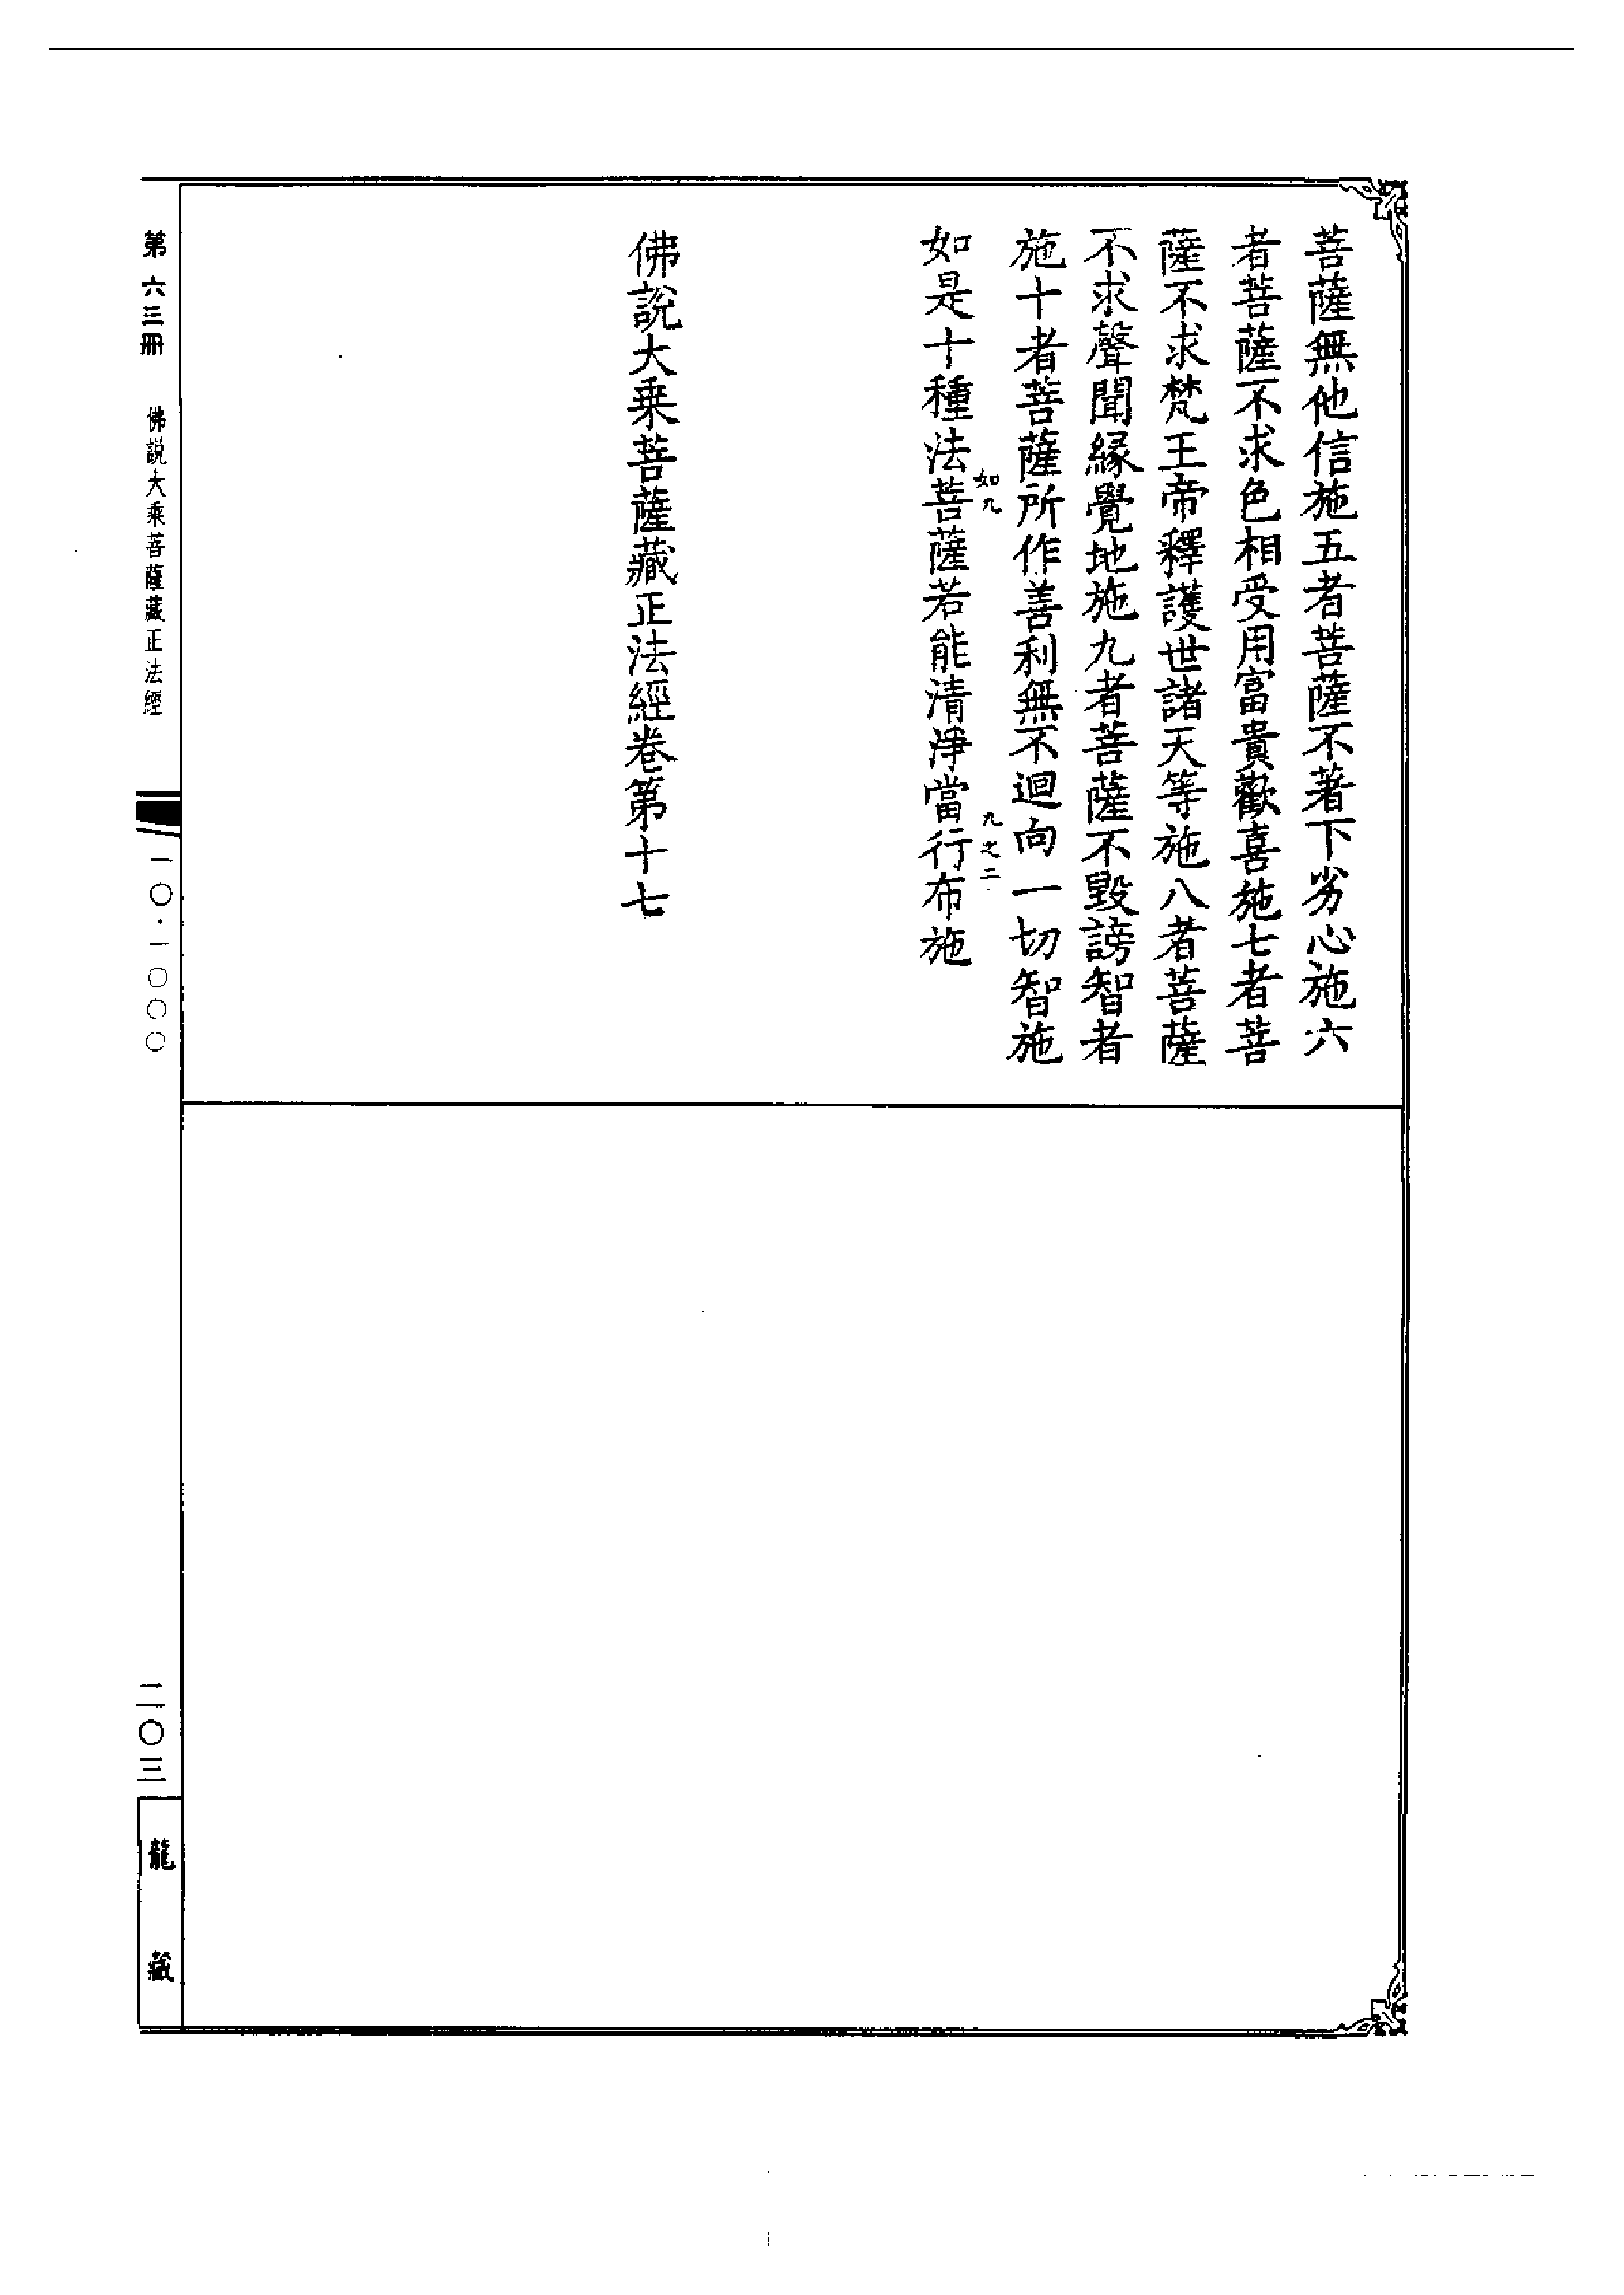 菩薩無他信施五者菩薩不著下劣心施六
者菩薩不求色相受用富貴歡喜施七者菩
薩不求梵王帝釋護世諸天等施八者菩薩
不求聲聞緣覺地施九者菩薩不毀謗智者
施十者菩薩所作善利無不迴向一切智施
如九
九之二
如是十種法菩薩若能清淨當行布施
佛說大乘菩薩藏正法經卷第十七
第六三冊
佛説大乘菩薩藏正法經
一〇·一〇〇〇
二〇三
龍藏